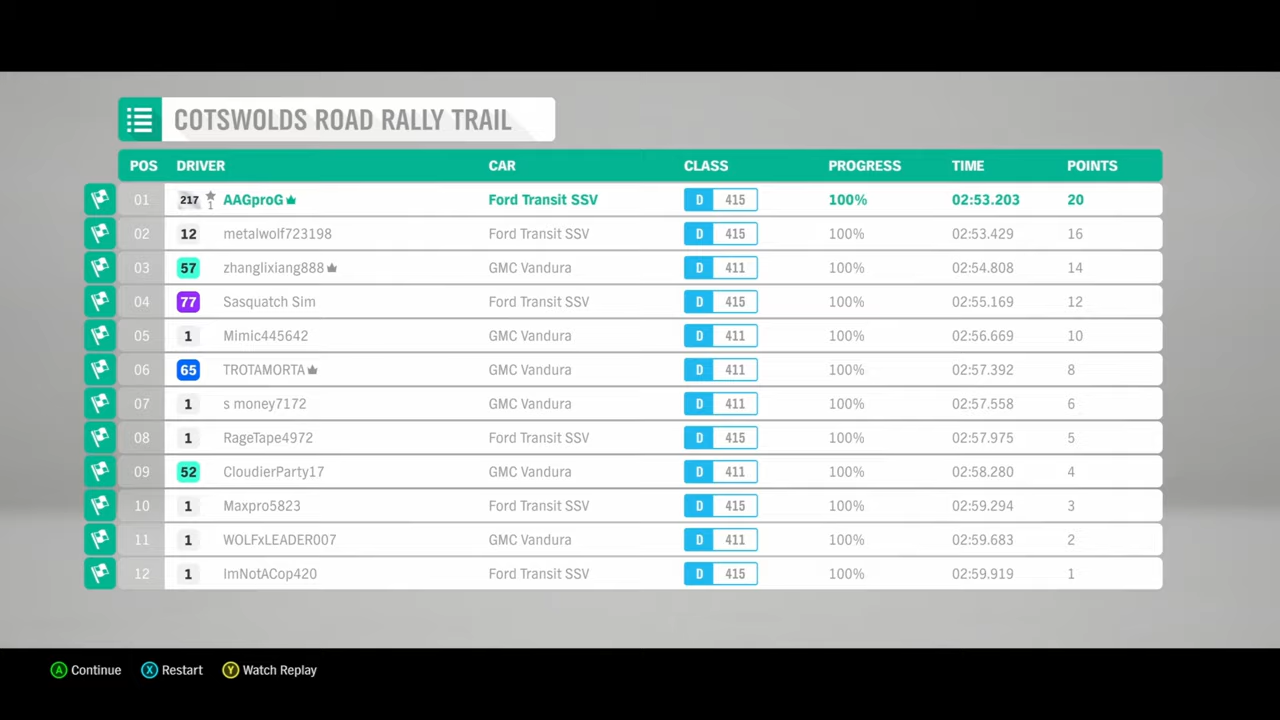 COTSWOLDS ROAD RALLY TRAIL
POS DRIVER CAR CLASS PROGRESS TIME POINTS
01 217 1 AAGproG Ford Transit SSV D 415 100% 02:53.203 20
02 12 metalwolf723198 Ford Transit SSV D 415 100% 02:53.429 16
03 57 zhanglixiang888 GMC Vandura D 411 100% 02:54.808 14
04 77 Sasquatch Sim Ford Transit SSV D 415 100% 02:55.169 12
05 1 Mimic445642 GMC Vandura D 411 100% 02:56.669 10
06 65 TROTAMORTA GMC Vandura D 411 100% 02:57.392 8
07 1 s money7172 GMC Vandura D 411 100% 02:57.558 6
08 1 RageTape4972 Ford Transit SSV D 415 100% 02:57.975 5
09 52 CloudierParty17 GMC Vandura D 411 100% 02:58.280 4
10 1 Maxpro5823 Ford Transit SSV D 415 100% 02:59.294 3
11 1 WOLFxLEADER007 GMC Vandura D 411 100% 02:59.683 2
12 1 ImNotACop420 Ford Transit SSV D 415 100% 02:59.919 1
A Continue X Restart Y Watch Replay